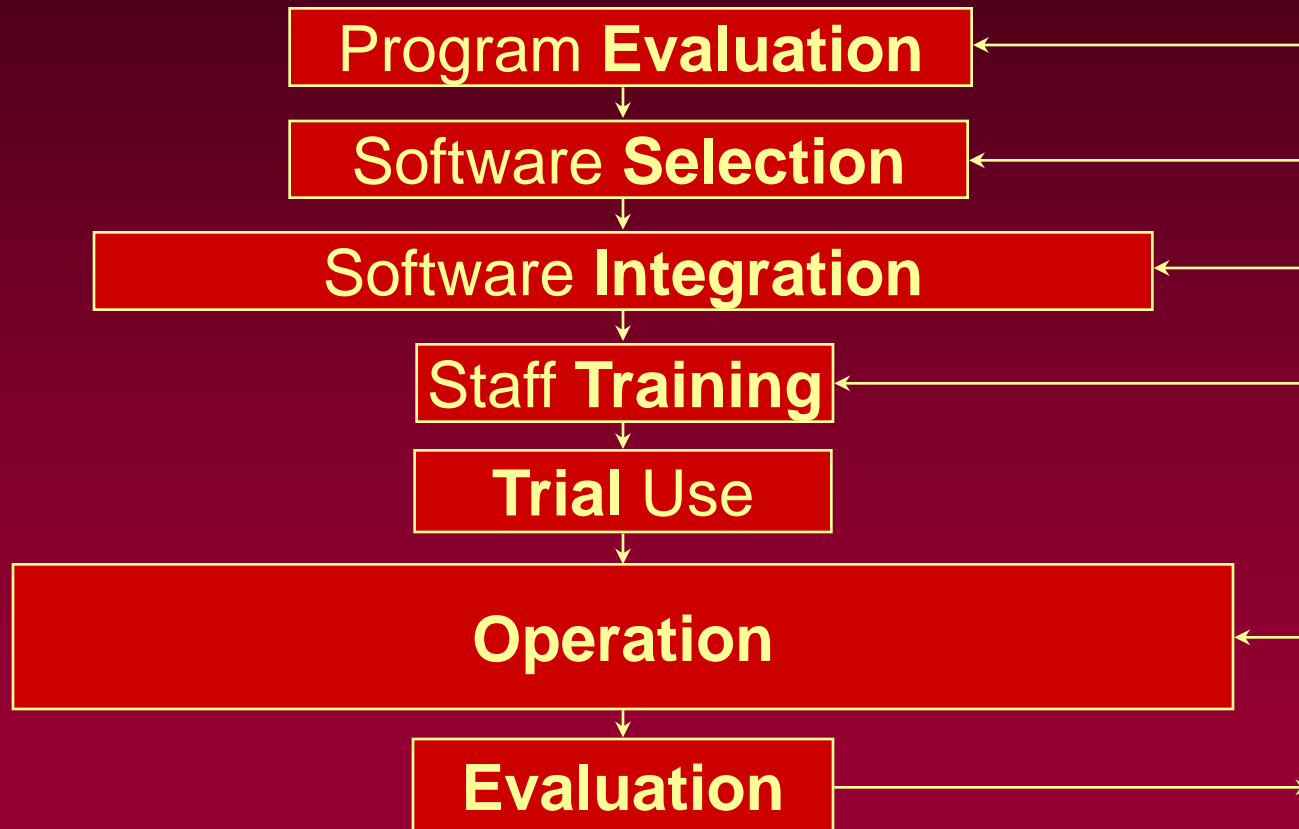 Program Evaluation
Software Selection
Software Integration
Staff Training
Trial Use
Operation
Evaluation